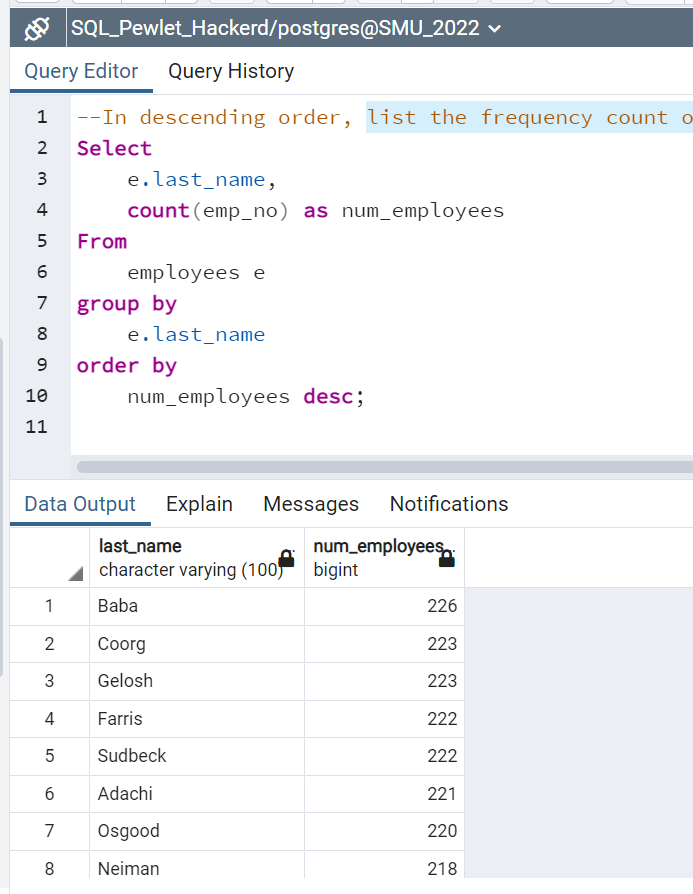 SQL_Pewlet_Hackerd/postgres@SMU_2022
Query Editor Query History
1 --In descending order, list the frequency count o
2 Select
3 e.last_name,
4 count(emp_no) as num_employees
5 From
6 employees e
7 group by
8 e.last_name
9 order by
10 num_employees desc;
11
Data Output Explain Messages Notifications
last_name num_employees
character varying (100) bigint
1 Baba 226
2 Coorg 223
3 Gelosh 223
4 Farris 222
5 Sudbeck 222
6 Adachi 221
7 Osgood 220
8 Neiman 218